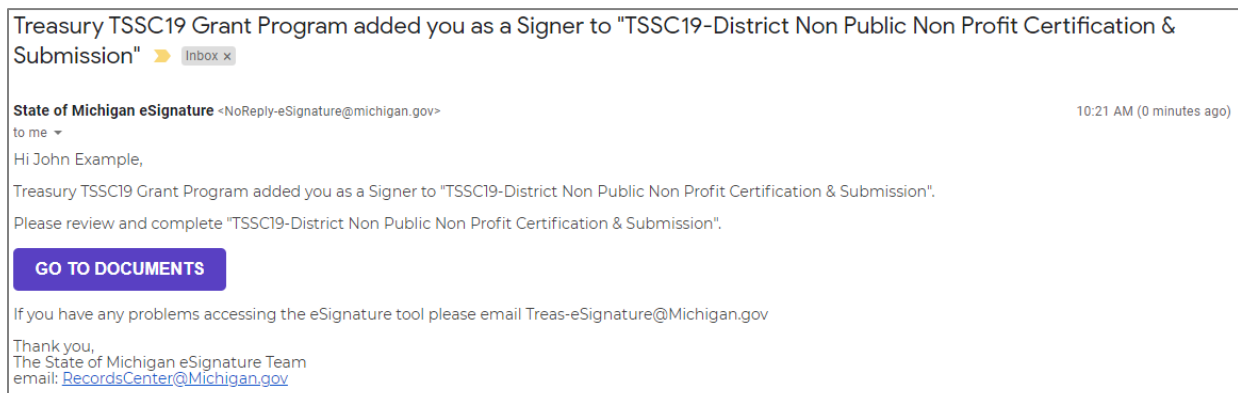 Treasury TSSC19 Grant Program added you as a Signer to "TSSC19-District Non Public Non Profit Certification &
Submission" Inbox x
State of Michigan eSignature <NoReply-eSignature@michigan.gov> 10:21 AM (0 minutes ago)
to me
Hi John Example,
Treasury TSSC19 Grant Program added you as a Signer to "TSSC19-District Non Public Non Profit Certification & Submission".
Please review and complete "TSSC19-District Non Public Non Profit Certification & Submission".
GO TO DOCUMENTS
If you have any problems accessing the eSignature tool please email Treas-eSignature@Michigan.gov
Thank you,
The State of Michigan eSignature Team
email: RecordsCenter@Michigan.gov